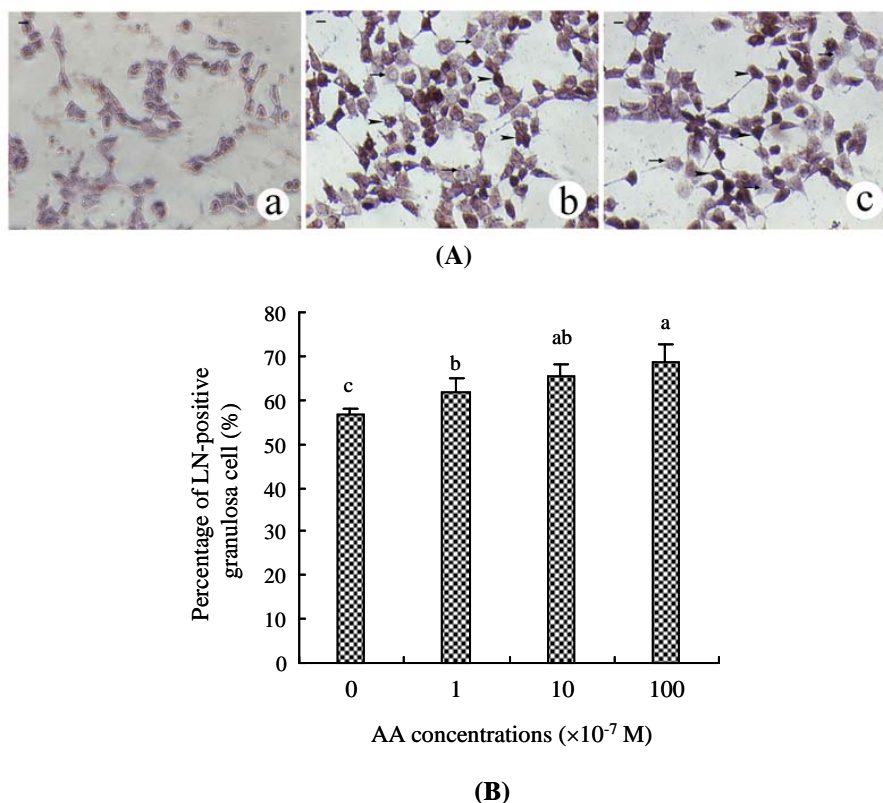 a
b
c
(A)
80
70
60
50
40
30
20
10
0
Percentage of LN-positive
granulosa cell (%)
c
b
ab
a
0 1 10 100
AA concentrations (×10⁻⁷ M)
(B)